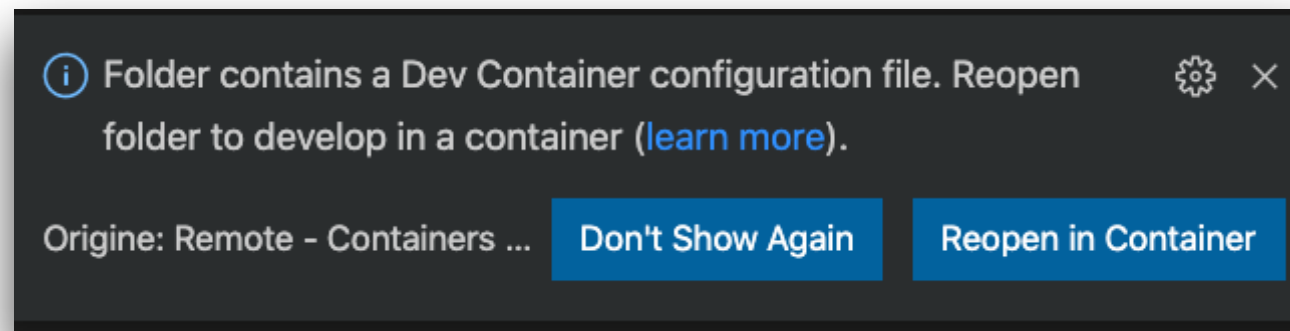 Folder contains a Dev Container configuration file. Reopen
folder to develop in a container (learn more).
Origine: Remote - Containers ...
Don't Show Again
Reopen in Container